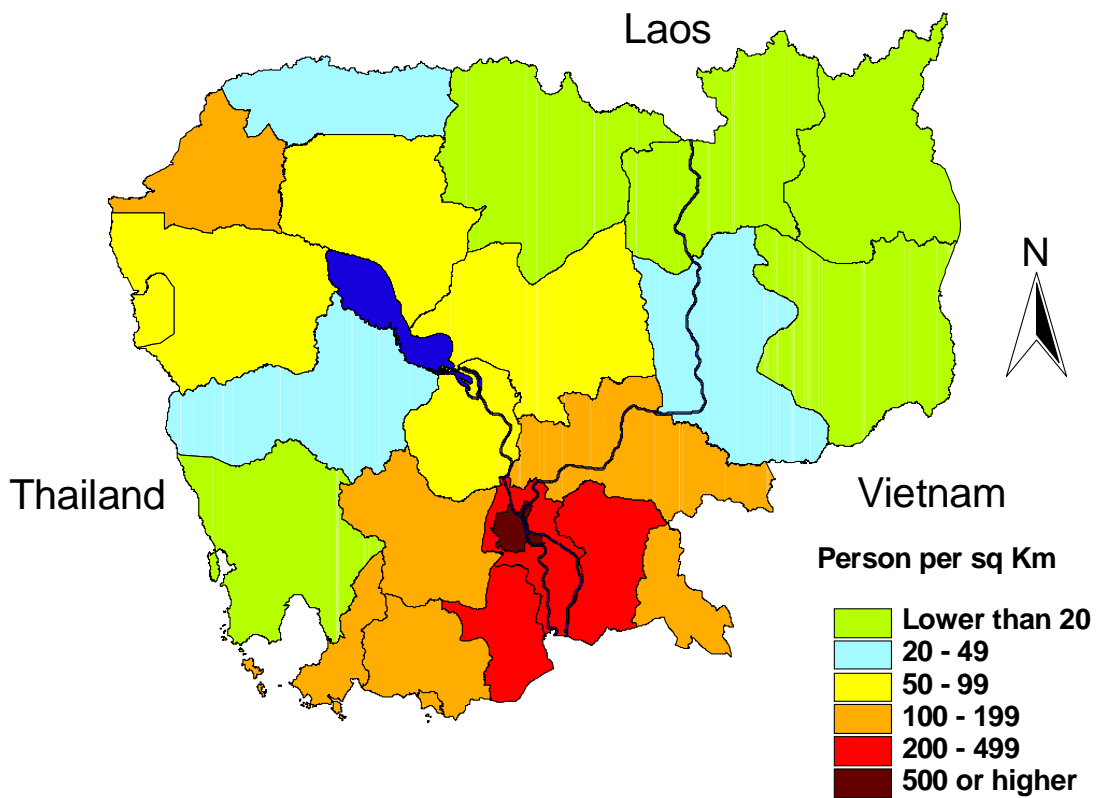 Laos
N
Thailand
Vietnam
Person per sq Km
Lower than 20
20 - 49
50 - 99
100 - 199
200 - 499
500 or higher